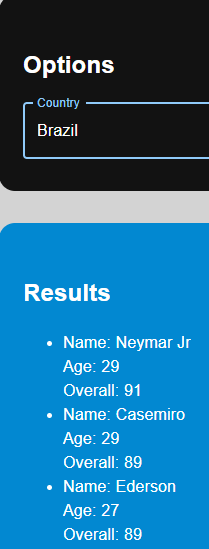 Options
Country
Brazil
Results
Name: Neymar Jr
Age: 29
Overall: 91
Name: Casemiro
Age: 29
Overall: 89
Name: Ederson
Age: 27
Overall: 89